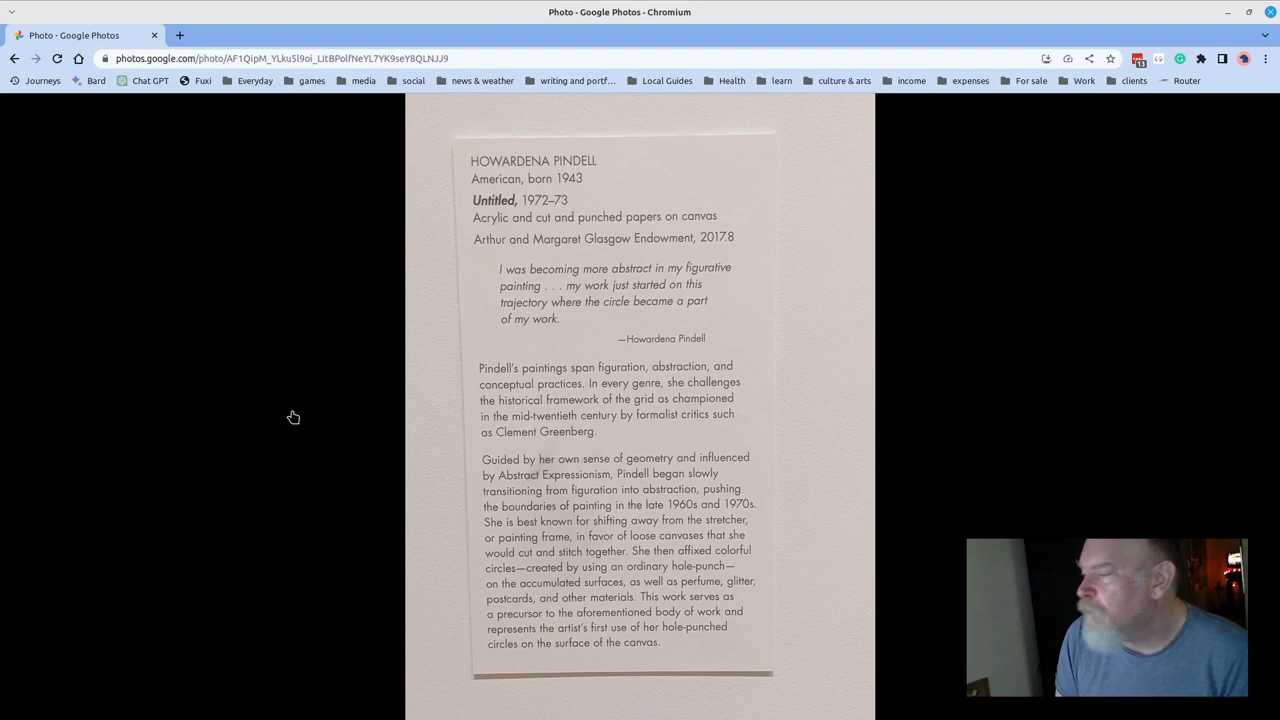 Photo - Google Photos - Chromium
Photo - Google Photos
photos.google.com/photo/AF1QipM_YLku5l9oi_LItBPolfNeYL7YK9seY8QLNJJ9
13
Journeys Bard Chat GPT Fuxi Everyday games media social news & weather writing and portf... Local Guides Health learn culture & arts income expenses For sale Work clients Router
HOWARDENA PINDELL
American, born 1943
Untitled, 1972–73
Acrylic and cut and punched papers on canvas
Arthur and Margaret Glasgow Endowment, 2017.8
I was becoming more abstract in my figurative
painting . . . my work just started on this
trajectory where the circle became a part
of my work.
—Howardena Pindell
Pindell's paintings span figuration, abstraction, and
conceptual practices. In every genre, she challenges
the historical framework of the grid as championed
in the mid-twentieth century by formalist critics such
as Clement Greenberg.
Guided by her own sense of geometry and influenced
by Abstract Expressionism, Pindell began slowly
transitioning from figuration into abstraction, pushing
the boundaries of painting in the late 1960s and 1970s.
She is best known for shifting away from the stretcher,
or painting frame, in favor of loose canvases that she
would cut and stitch together. She then affixed colorful
circles—created by using an ordinary hole-punch—
on the accumulated surfaces, as well as perfume, glitter,
postcards, and other materials. This work serves as
a precursor to the aforementioned body of work and
represents the artist's first use of her hole-punched
circles on the surface of the canvas.